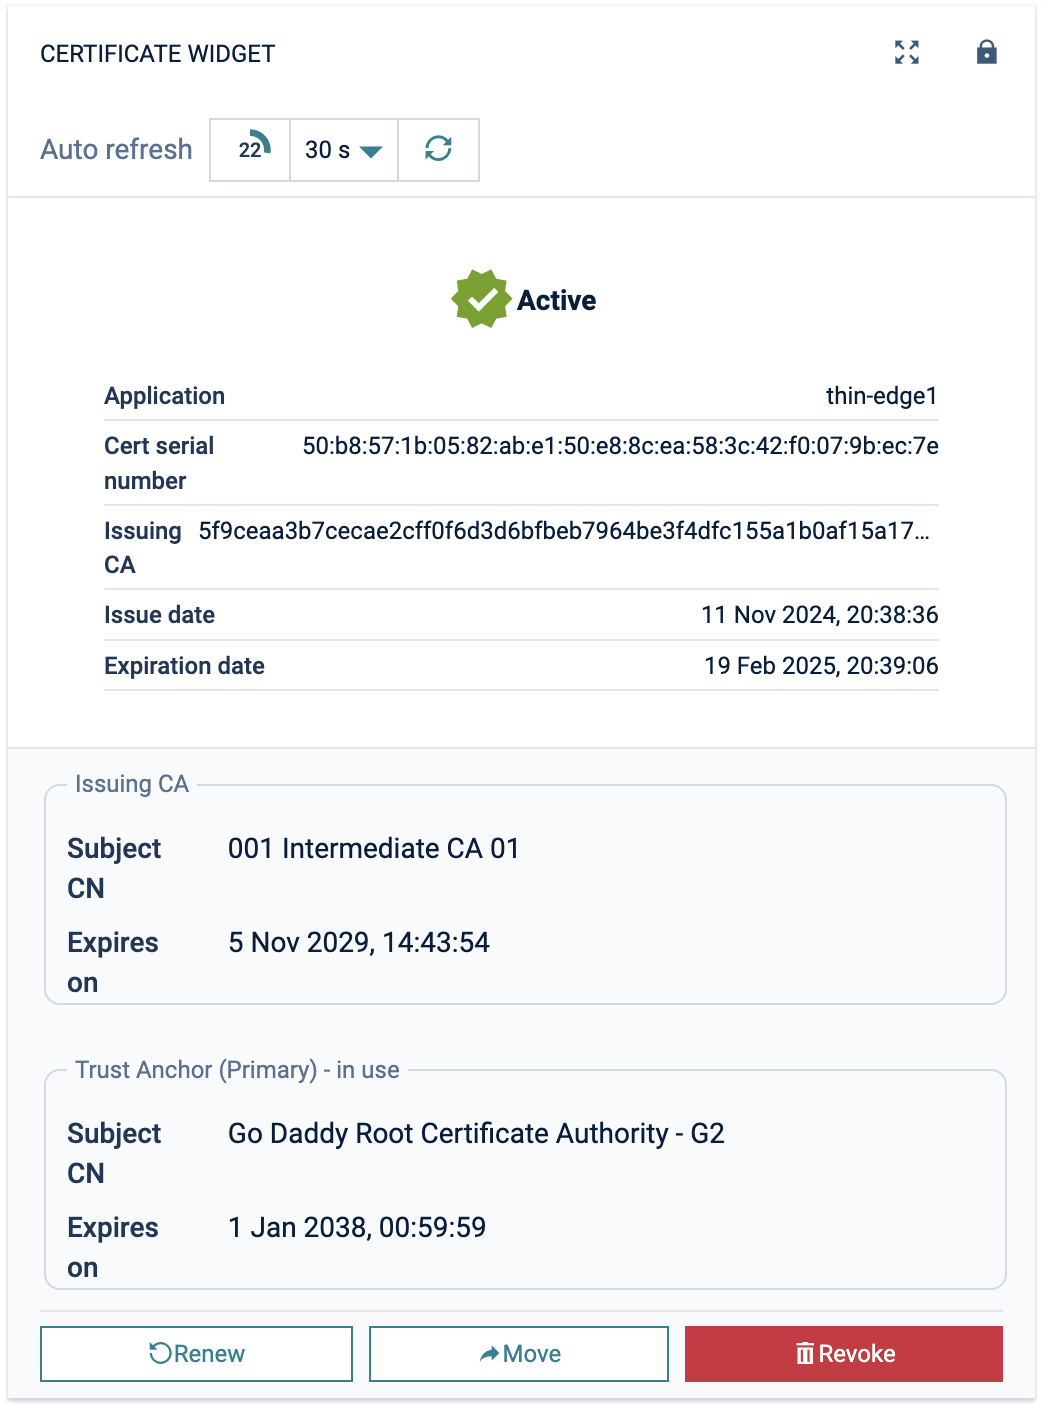 CERTIFICATE WIDGET
Auto refresh 22 30 s
Active
Application thin-edge1
Cert serial number 50:b8:57:1b:05:82:ab:e1:50:e8:8c:ea:58:3c:42:f0:07:9b:ec:7e
Issuing CA 5f9ceaa3b7cecae2cff0f6d3d6bfbeb7964be3f4dfc155a1b0af15a17...
Issue date 11 Nov 2024, 20:38:36
Expiration date 19 Feb 2025, 20:39:06
Issuing CA
Subject CN 001 Intermediate CA 01
Expires on 5 Nov 2029, 14:43:54
Trust Anchor (Primary) - in use
Subject CN Go Daddy Root Certificate Authority - G2
Expires on 1 Jan 2038, 00:59:59
Renew Move Revoke